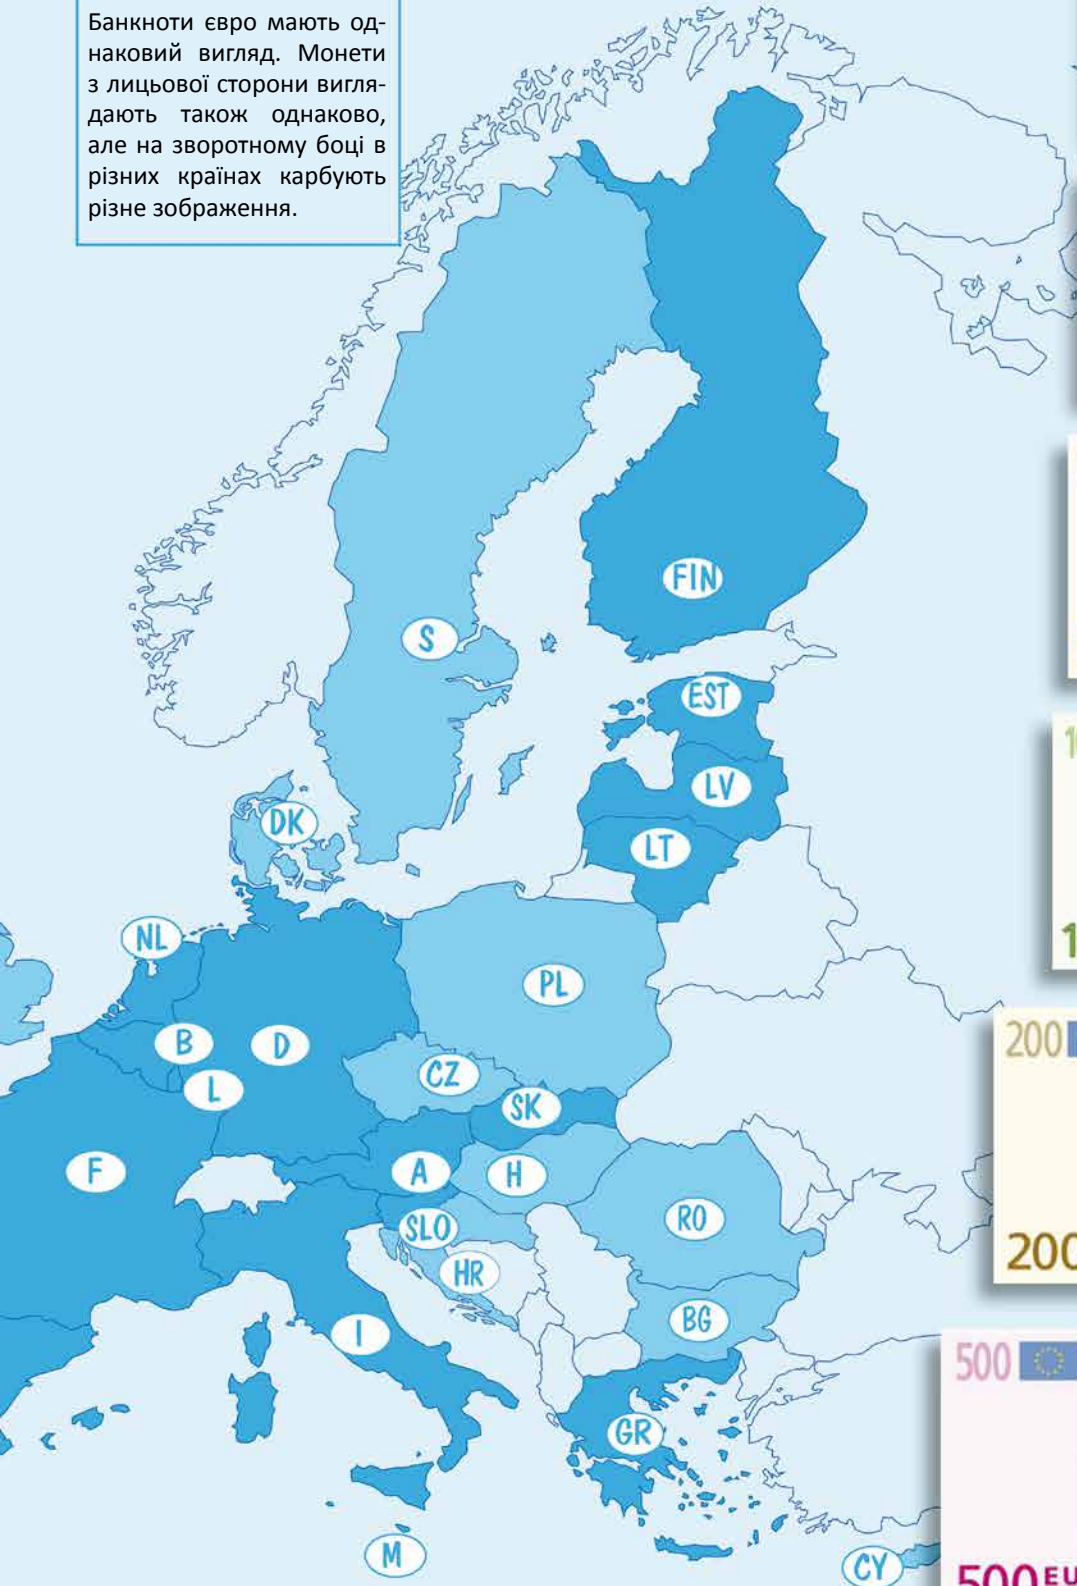 Банкноти євро мають од-
наковий вигляд. Монети
з лицьової сторони вигля-
дають також однаково,
але на зворотному боці в
різних країнах карбують
різне зображення.
FIN
S
EST
LV
DK
LT
NL
PL
B
D
CZ
L
SK
F
A
H
SLO
RO
HR
BG
I
GR
M
CY
200
200
500
500 EU